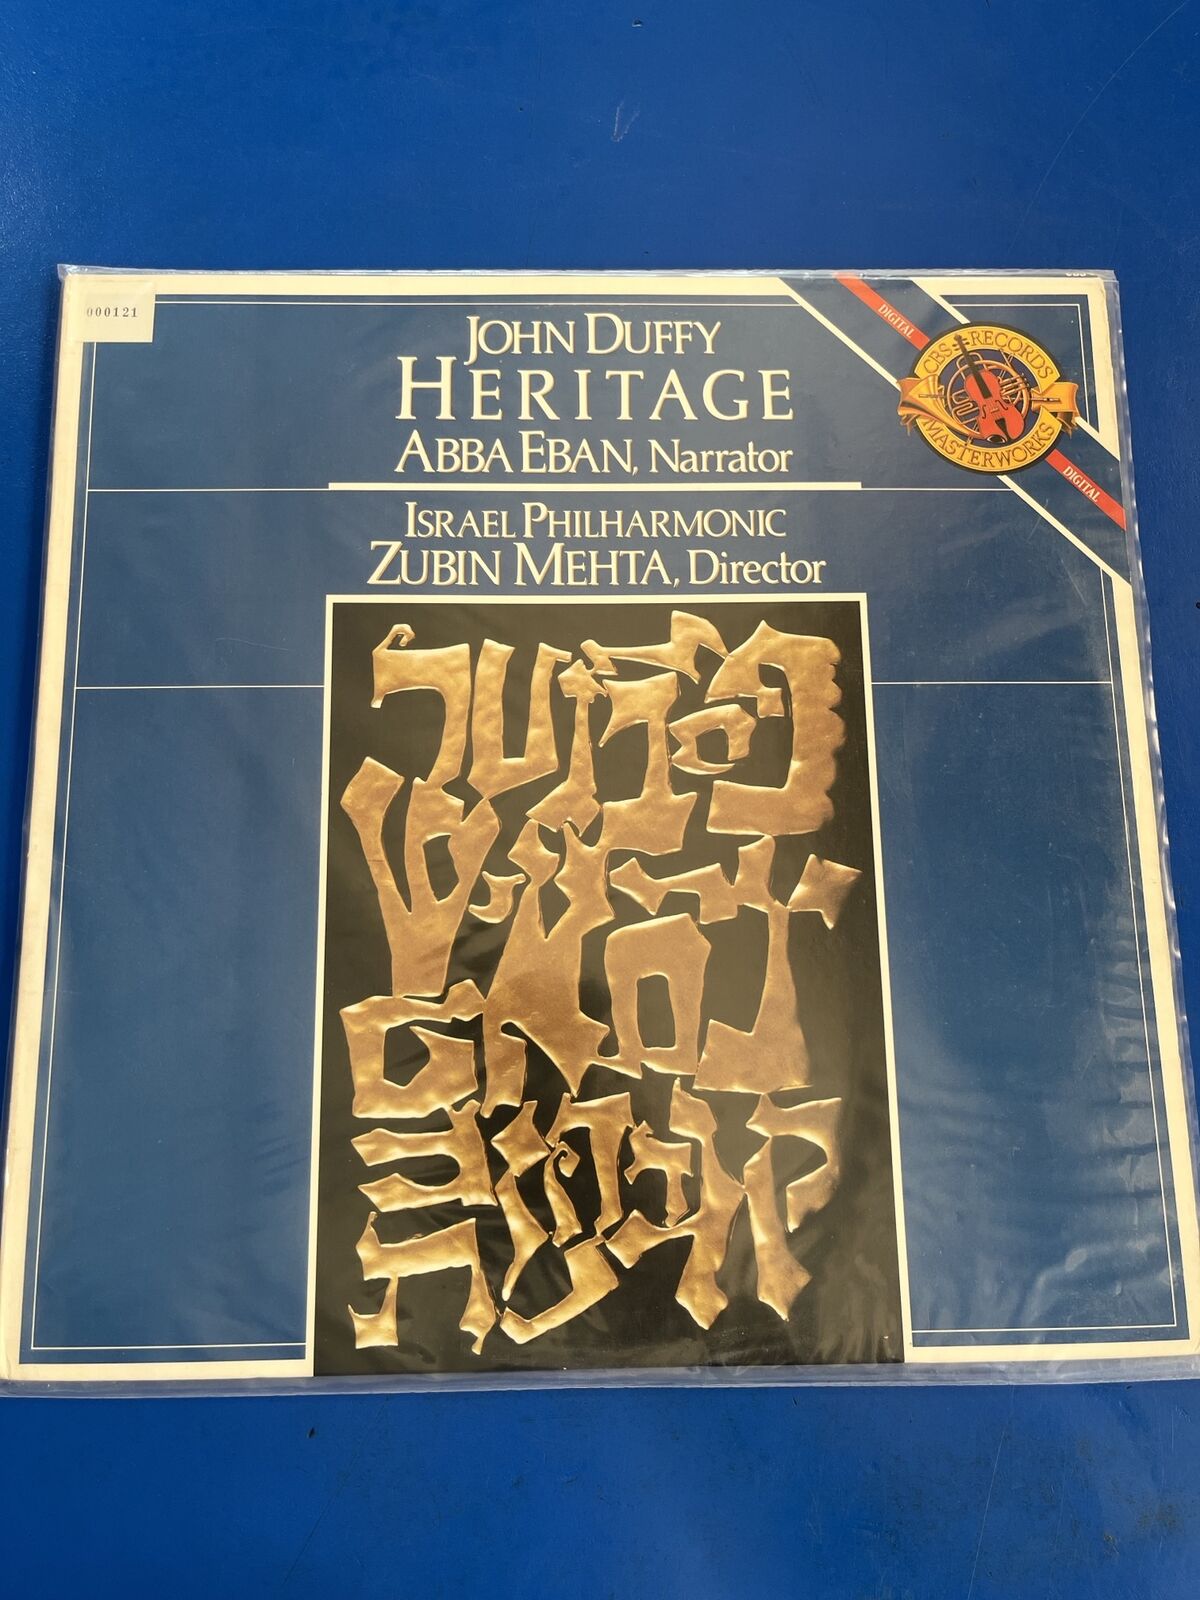 000121
JOHN DUFFY
HERITAGE
ABBA EBAN, Narrator
ISRAEL PHILHARMONIC
ZUBIN MEHTA, Director
DIGITAL
CBS RECORDS
MASTERWORKS
DIGITAL